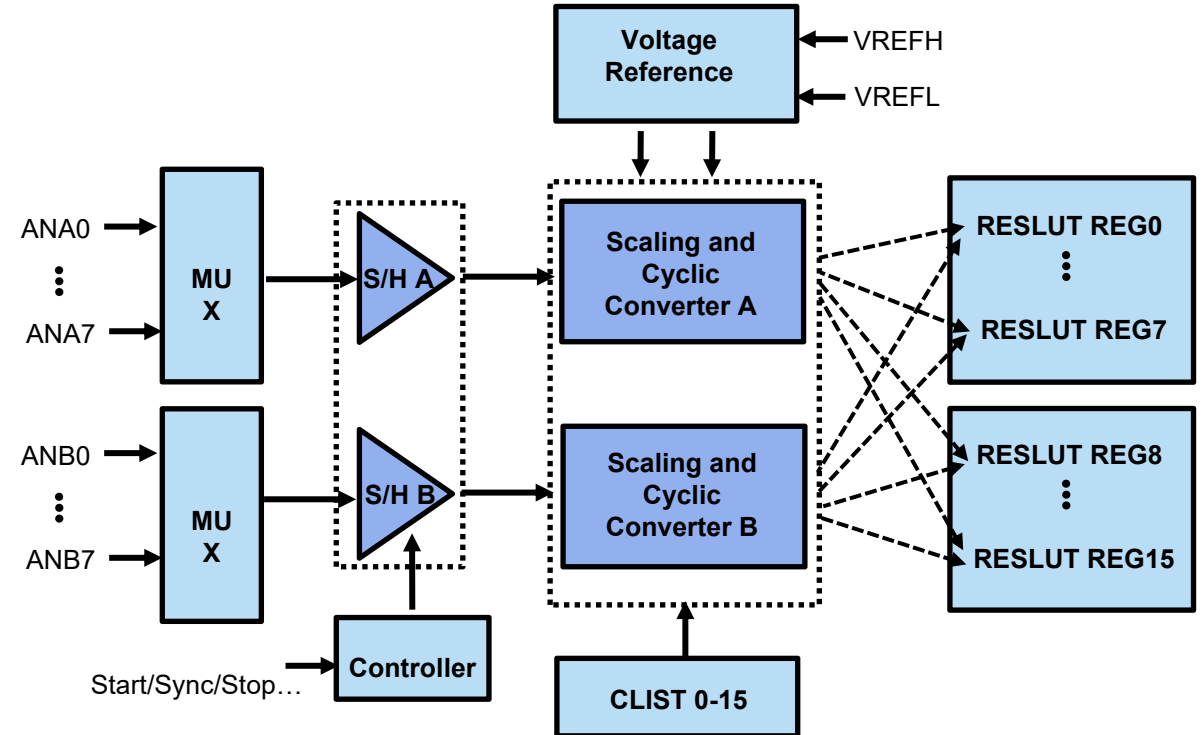 Voltage
Reference
VREFH
VREFL
ANA0
ANA7
MU
X
S/H A
Scaling and
Cyclic
Converter A
RESLUT REG0
RESLUT REG7
ANB0
ANB7
MU
X
S/H B
Scaling and
Cyclic
Converter B
RESLUT REG8
RESLUT REG15
Start/Sync/Stop…
Controller
CLIST 0-15